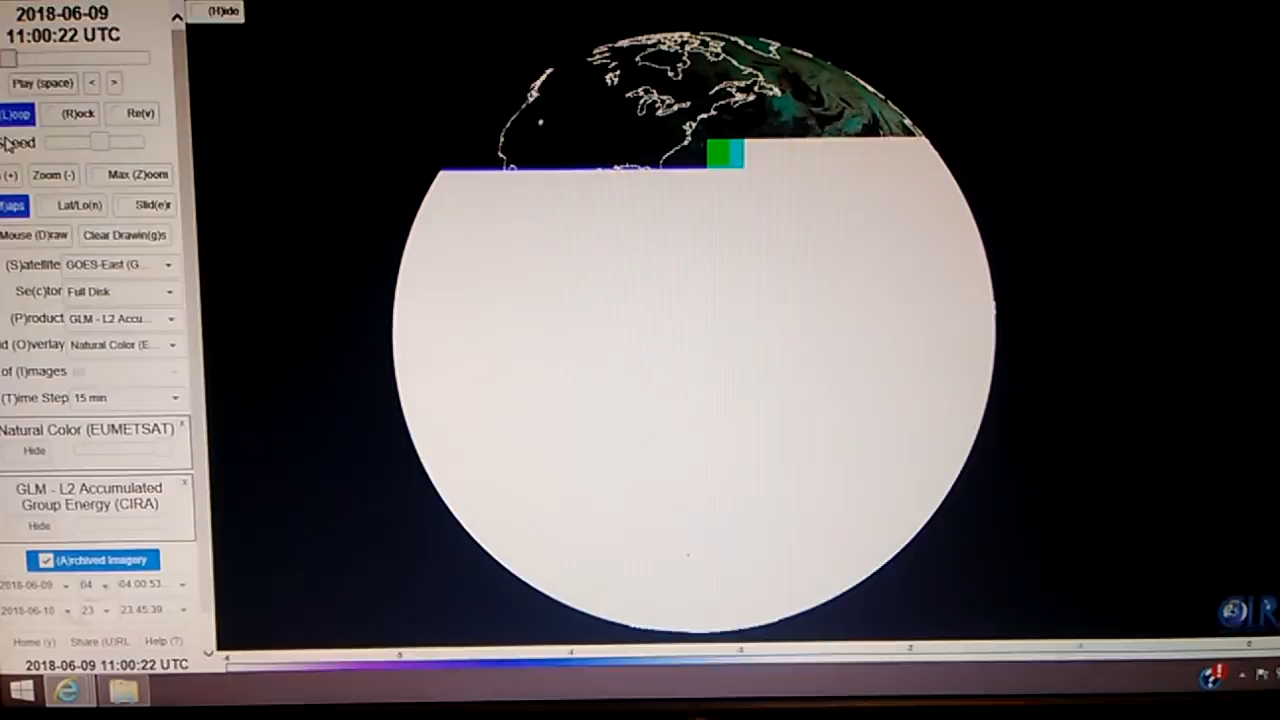 2018-06-09
11:00:22 UTC
(H)ide
Play (space) < >
(L)oop (R)ock Re(v)
Speed
(+) Zoom (-) Max (Z)oom
aps Lat/Lo(n) Slid(e)r
Mouse (D)raw Clear Drawin(g)s
(S)atellite GOES-East (G...
Se(c)tor Full Disk
(P)roduct GLM - L2 Accu...
d (O)verlay Natural Color (E...
of (I)mages
(T)ime Step 15 min
Natural Color (EUMETSAT) x
Hide
GLM - L2 Accumulated x
Group Energy (CIRA)
Hide
(A)rchived Imagery
2018-06-09 04 04:00:53...
2018-06-10 23 23:45:39...
Home (y) Share (U)RL Help (?)
2018-06-09 11:00:22 UTC
CIR